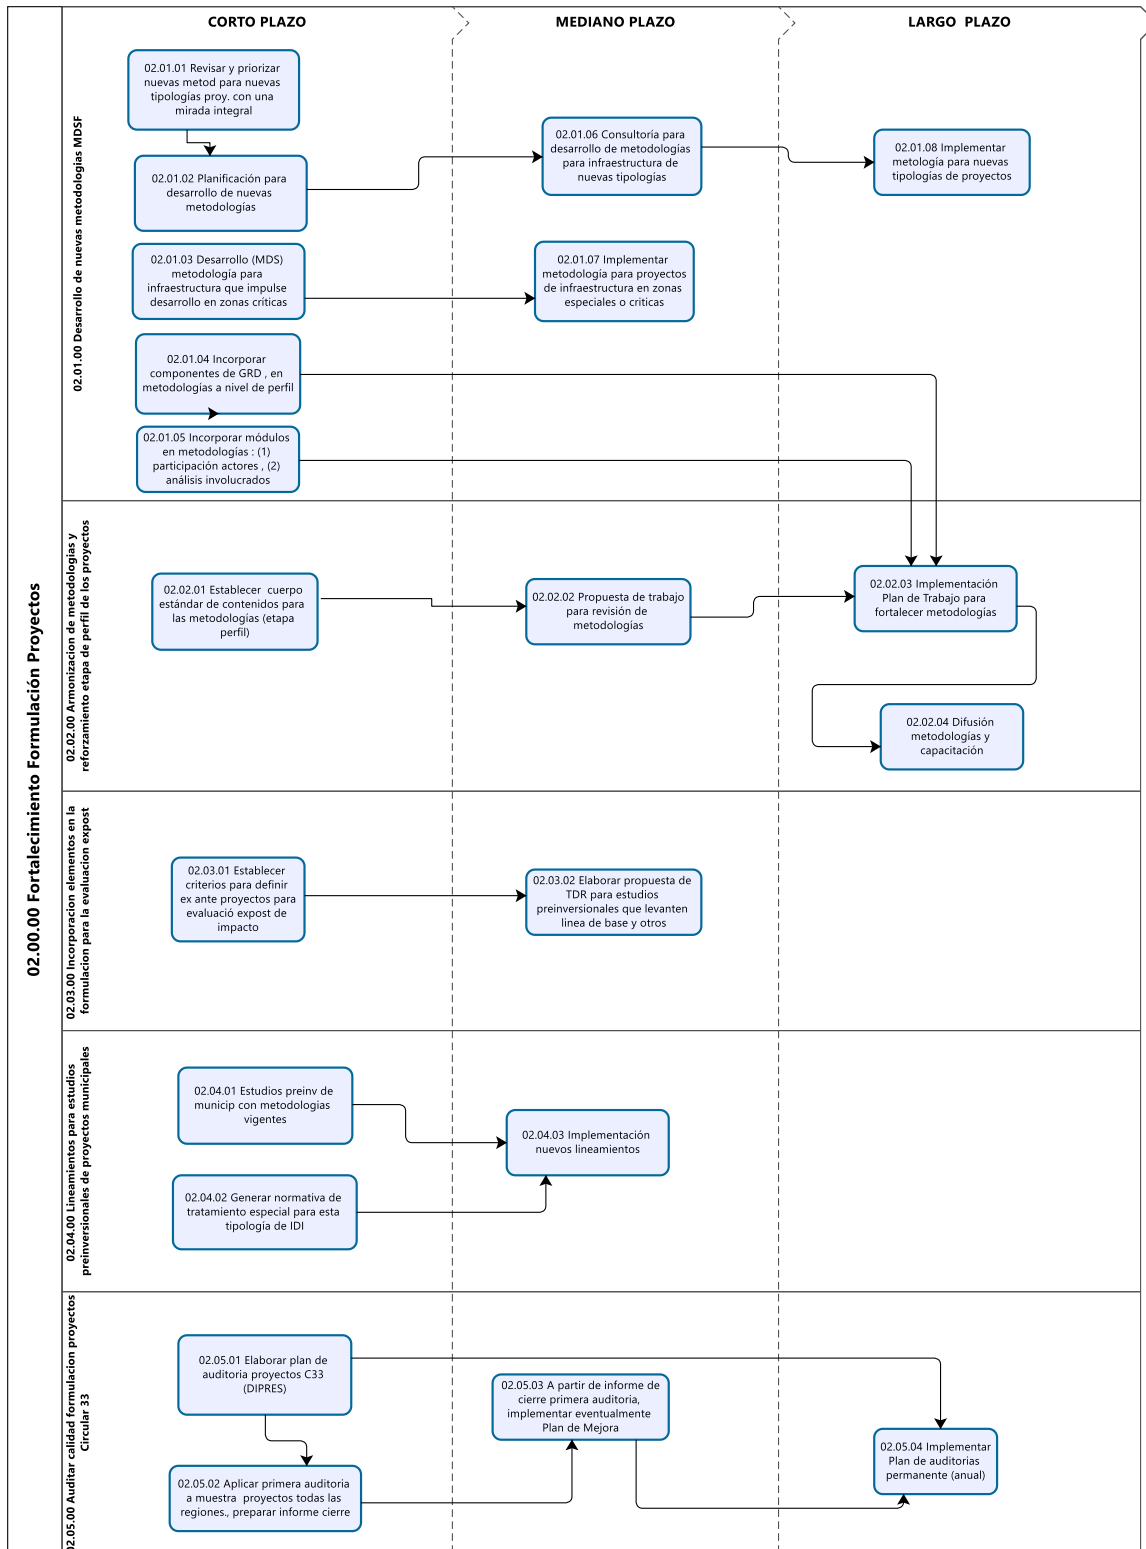 CORTO PLAZO
MEDIANO PLAZO
LARGO PLAZO
02.00.00 Fortalecimiento Formulación Proyectos
02.01.00 Desarrollo de nuevas metodologias MDSF
02.01.01 Revisar y priorizar
nuevas metod para nuevas
tipologías proy. con una
mirada integral
02.01.02 Planificación para
desarrollo de nuevas
metodologías
02.01.06 Consultoría para
desarrollo de metodologías
para infraestructura de
nuevas tipologías
02.01.08 Implementar
metología para nuevas
tipologías de proyectos
02.01.03 Desarrollo (MDS)
metodología para
infraestructura que impulse
desarrollo en zonas críticas
02.01.07 Implementar
metodología para proyectos
de infraestructura en zonas
especiales o criticas
02.01.04 Incorporar
componentes de GRD , en
metodologías a nivel de perfil
02.01.05 Incorporar módulos
en metodologías : (1)
participación actores , (2)
análisis involucrados
02.02.00 Armonizacion de metodologias y
reforzamiento etapa de perfil de los proyectos
02.02.01 Establecer cuerpo
estándar de contenidos para
las metodologías (etapa
perfil)
02.02.02 Propuesta de trabajo
para revisión de
metodologías
02.02.03 Implementación
Plan de Trabajo para
fortalecer metodologías
02.02.04 Difusión
metodologías y
capacitación
02.03.00 Incorporacion elementos en la
formulacion para la evaluacion expost
02.03.01 Establecer
criterios para definir
ex ante proyectos para
evaluació expost de
impacto
02.03.02 Elaborar propuesta de
TDR para estudios
preinversionales que levanten
linea de base y otros
02.04.00 Lineamientos para estudios
preinversionales de proyectos municipales
02.04.01 Estudios preinv de
municip con metodologias
vigentes
02.04.03 Implementación
nuevos lineamientos
02.04.02 Generar normativa de
tratamiento especial para esta
tipología de IDI
02.05.00 Auditar calidad formulacion proyectos
Circular 33
02.05.01 Elaborar plan de
auditoria proyectos C33
(DIPRES)
02.05.03 A partir de informe de
cierre primera auditoria,
implementar eventualmente
Plan de Mejora
02.05.04 Implementar
Plan de auditorias
permanente (anual)
02.05.02 Aplicar primera auditoria
a muestra proyectos todas las
regiones., preparar informe cierre